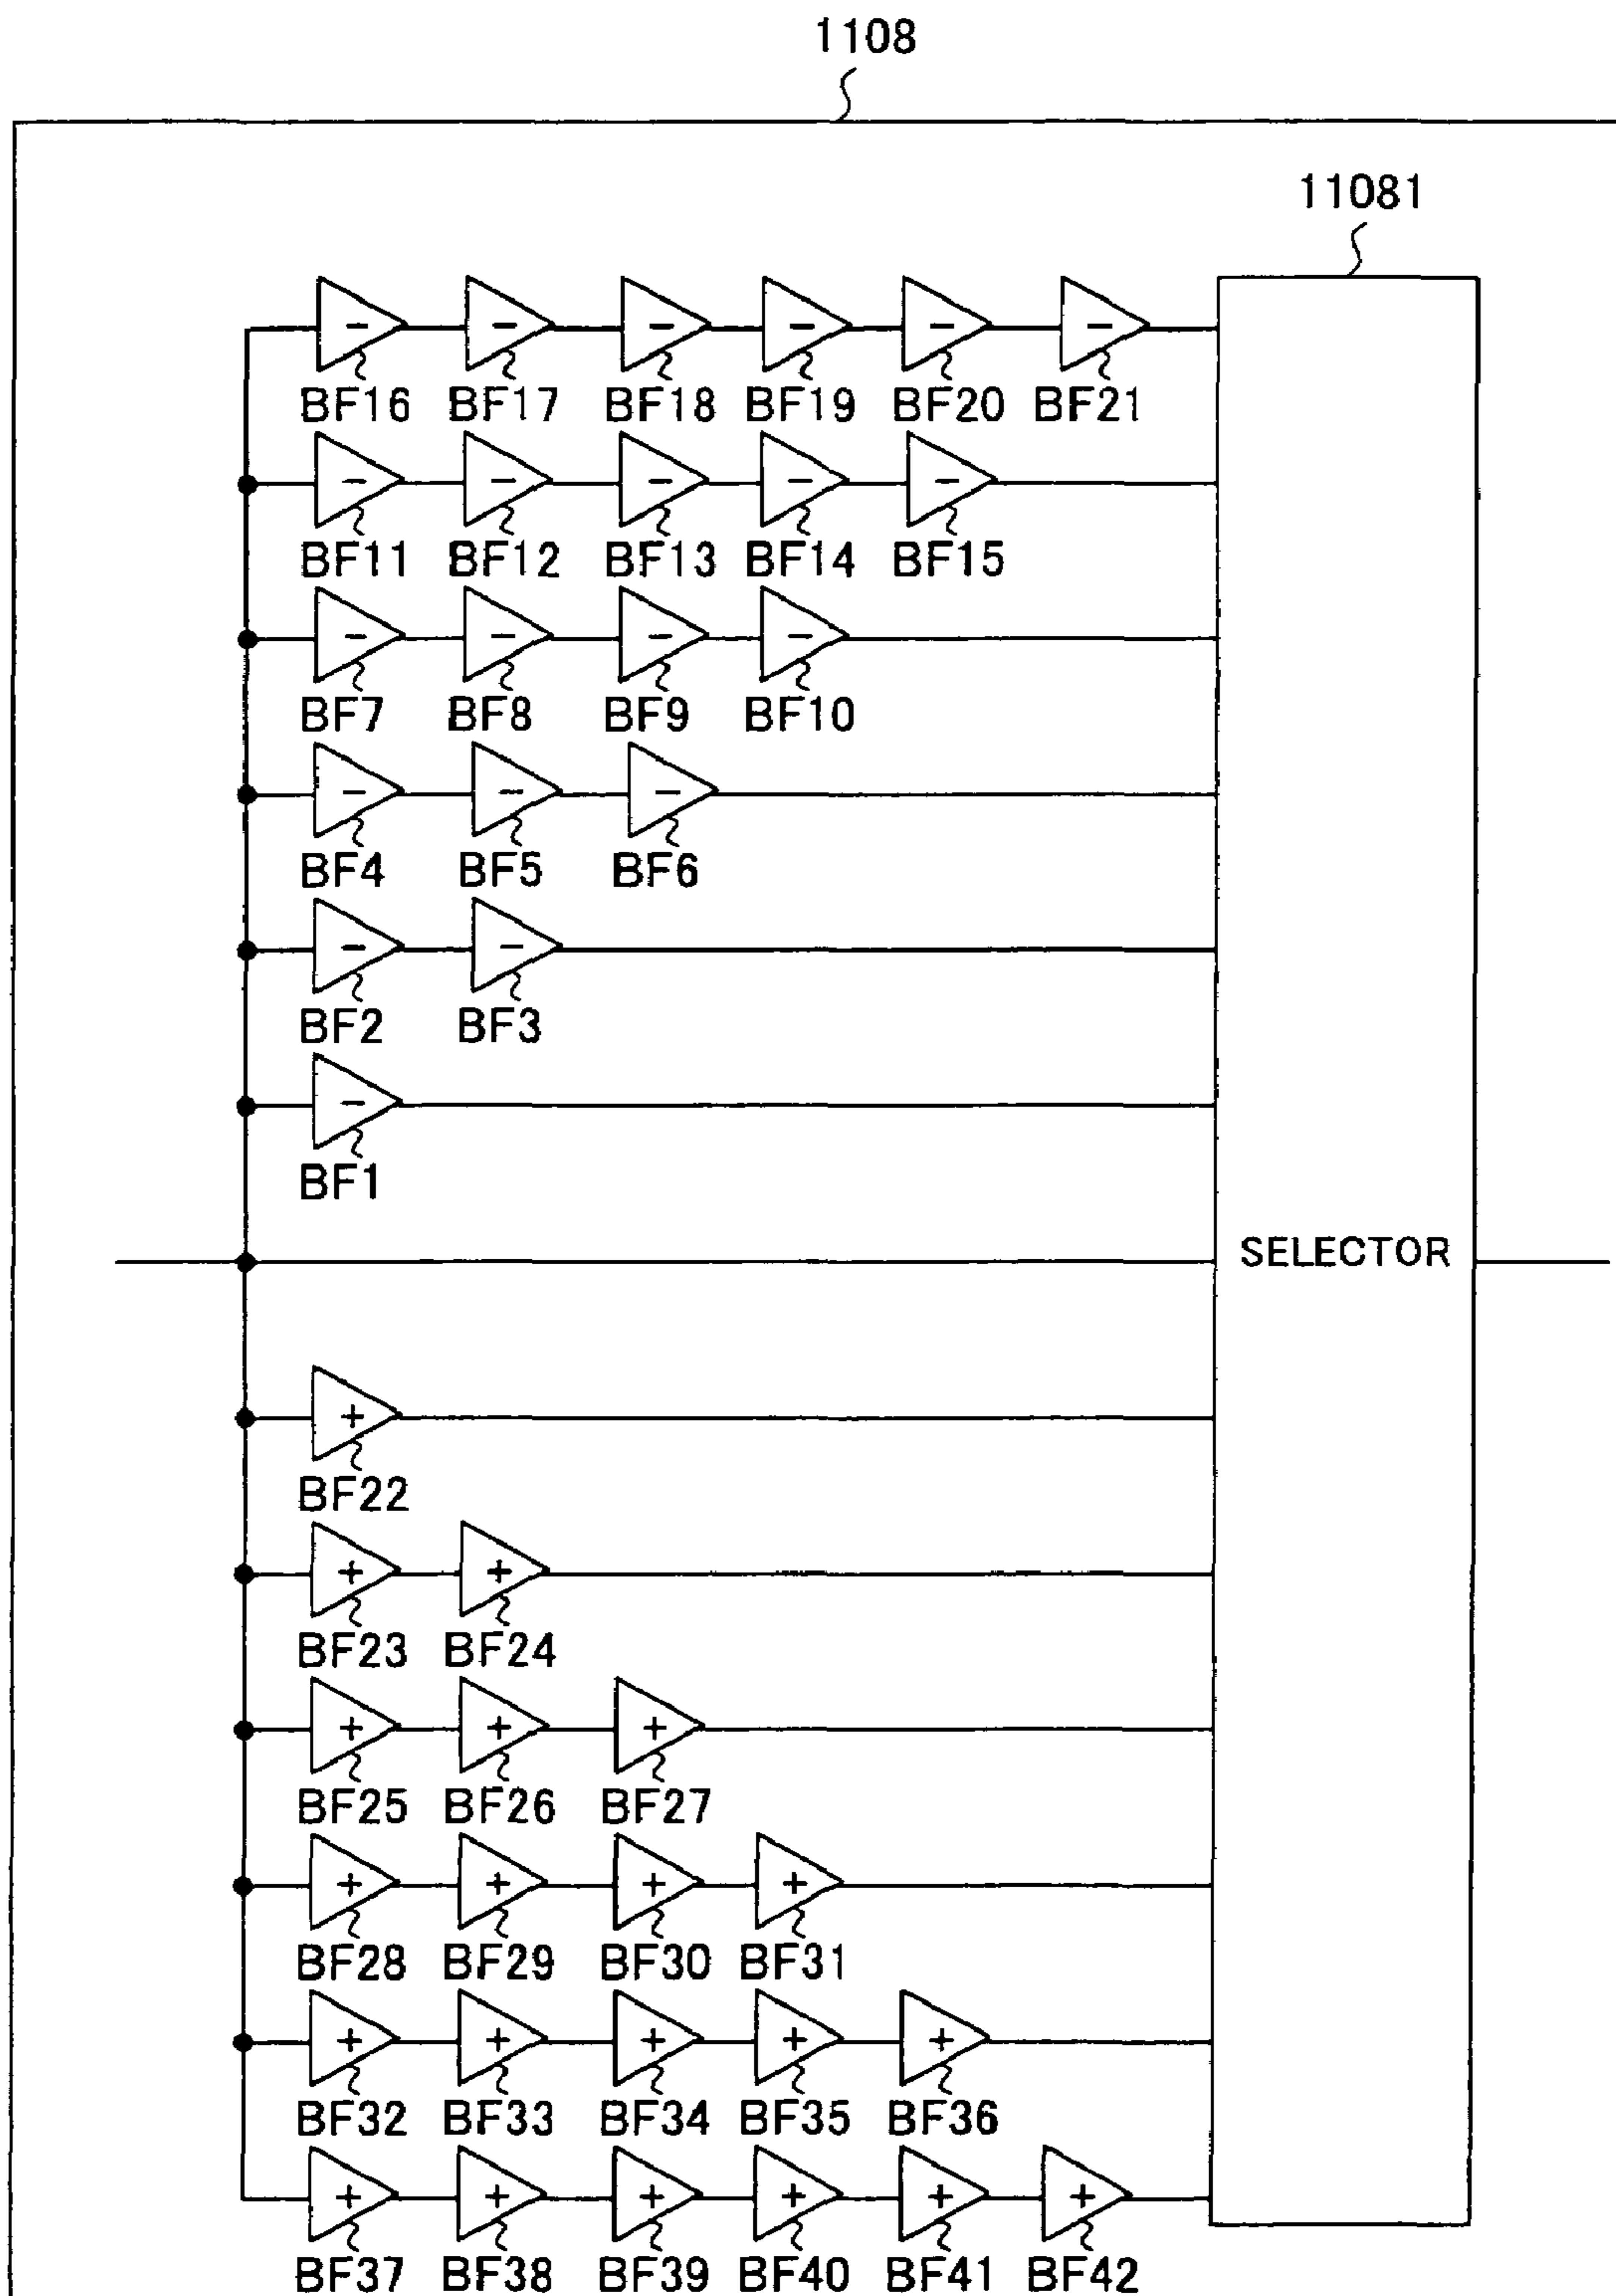 1108
11081
− − − − − −
BF16 BF17 BF18 BF19 BF20 BF21
− − − − −
BF11 BF12 BF13 BF14 BF15
− − − −
BF7 BF8 BF9 BF10
− − −
BF4 BF5 BF6
− −
BF2 BF3
−
BF1
SELECTOR
+
BF22
+ +
BF23 BF24
+ + +
BF25 BF26 BF27
+ + + +
BF28 BF29 BF30 BF31
+ + + + +
BF32 BF33 BF34 BF35 BF36
+ + + + + +
BF37 BF38 BF39 BF40 BF41 BF42